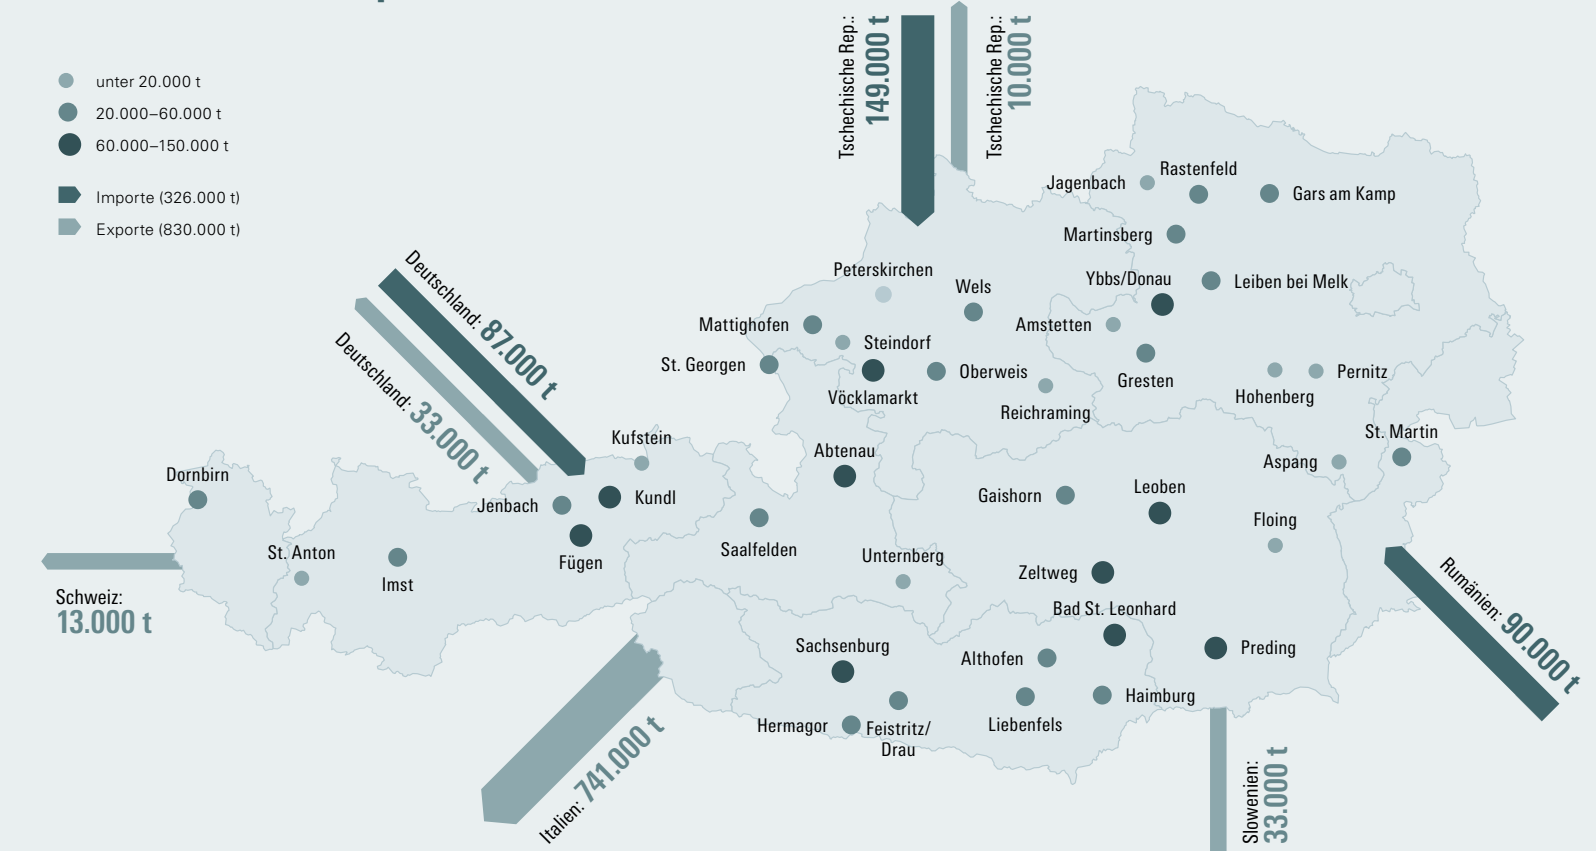 unter 20.000 t
20.000–60.000 t
60.000–150.000 t
Importe (326.000 t)
Exporte (830.000 t)
Tschechische Rep.:
149.000 t
Tschechische Rep.:
10.000 t
Deutschland: 87.000 t
Deutschland: 33.000 t
Jagenbach
Rastenfeld
Gars am Kamp
Martinsberg
Peterskirchen
Wels
Ybbs/Donau
Leiben bei Melk
Mattighofen
Amstetten
Steindorf
St. Georgen
Oberweis
Gresten
Pernitz
Vöcklamarkt
Reichraming
Hohenberg
Kufstein
St. Martin
Abtenau
Aspang
Dornbirn
Jenbach
Kundl
Gaishorn
Leoben
Floing
St. Anton
Imst
Fügen
Saalfelden
Unternberg
Zeltweg
Schweiz:
13.000 t
Rumänien: 90.000 t
Bad St. Leonhard
Sachsenburg
Althofen
Preding
Haimburg
Hermagor
Feistritz/
Drau
Liebenfels
Italien: 741.000 t
Slowenien:
33.000 t